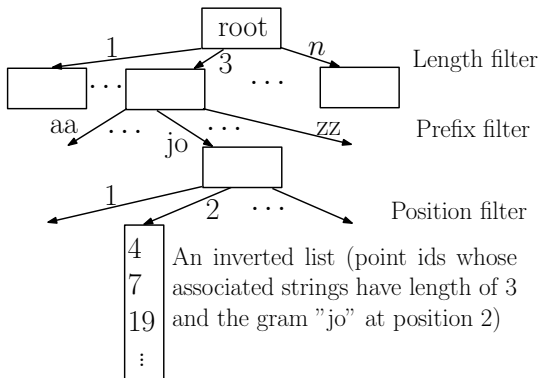 root
1
3
n
Length filter
... ...
aa
jo
zz
Prefix filter
... ...
1
2
...
Position filter
4
7
19
⋮
An inverted list (point ids whose
associated strings have length of 3
and the gram "jo" at position 2)